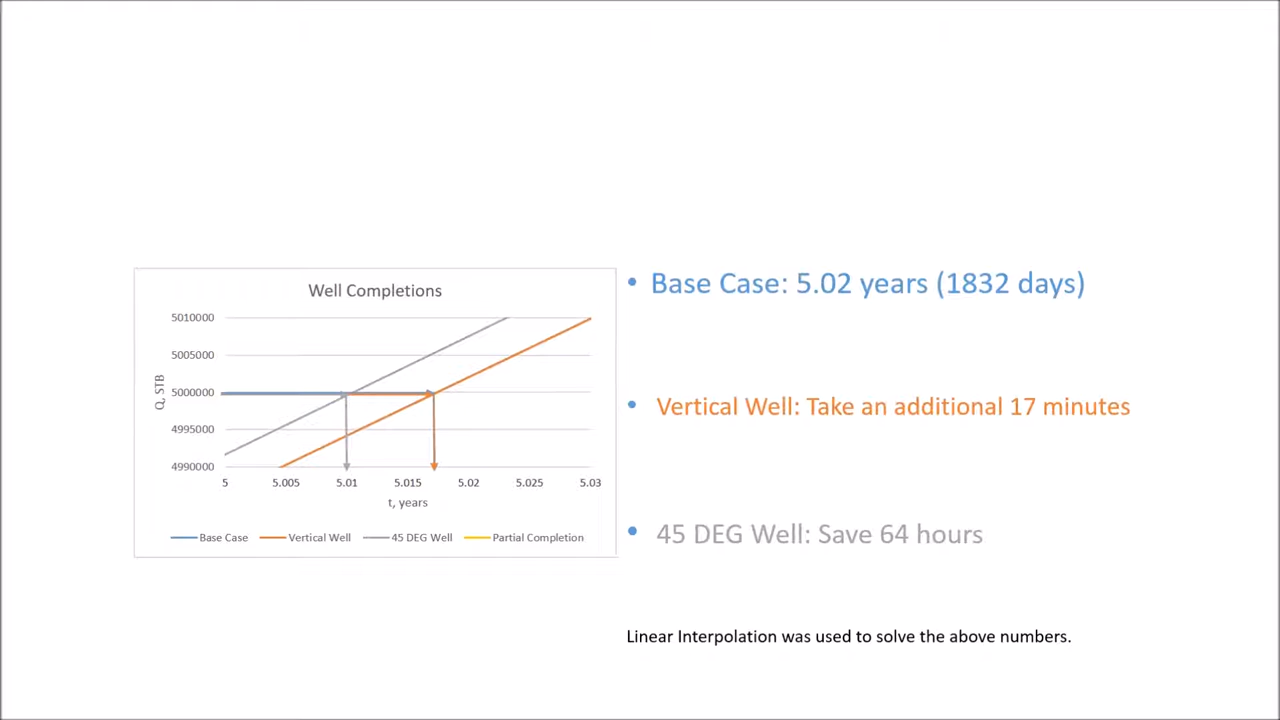 Well Completions
5010000
5005000
5000000
4995000
4990000
Q, STB
5 5.005 5.01 5.015 5.02 5.025 5.03
t, years
Base Case Vertical Well 45 DEG Well Partial Completion
• Base Case: 5.02 years (1832 days)
• Vertical Well: Take an additional 17 minutes
• 45 DEG Well: Save 64 hours
Linear Interpolation was used to solve the above numbers.